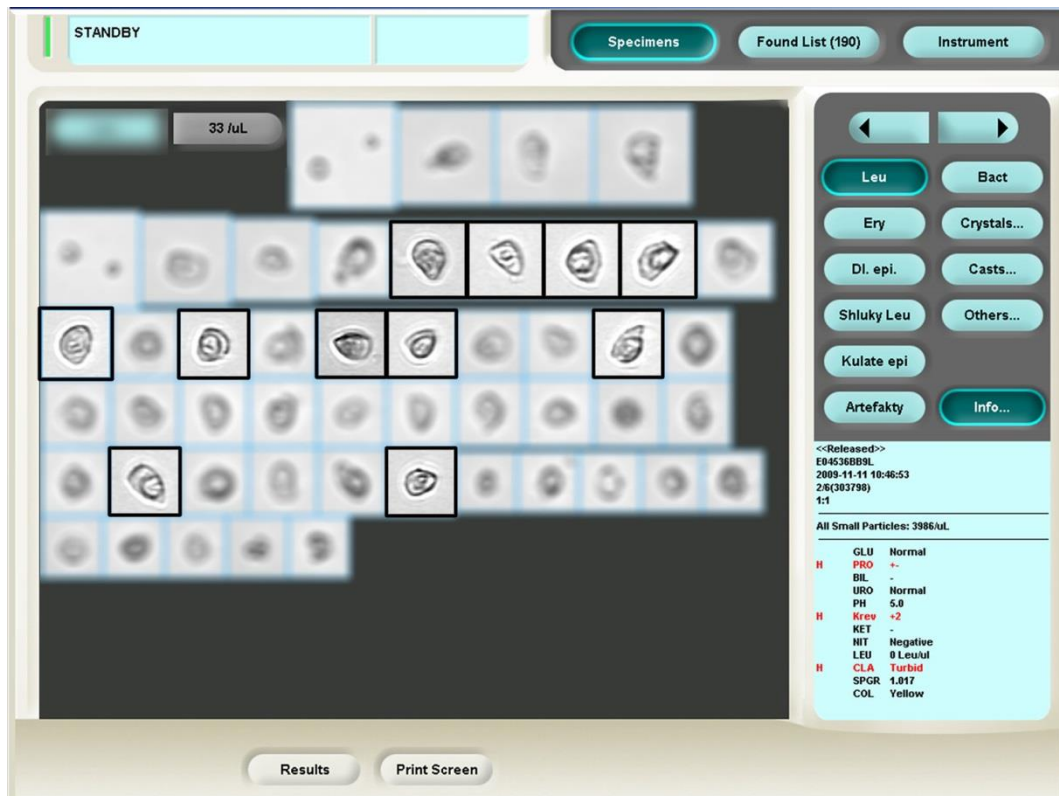 STANDBY
Specimens
Found List (190)
Instrument
33 /uL
Leu
Bact
Ery
Crystals...
Dl. epi.
Casts...
Shluky Leu
Others...
Kulate epi
Artefakty
Info...
<<Released>>
E04536BB9L
2009-11-11 10:46:53
2/6(303798)
1:1
All Small Particles: 3986/uL
GLU Normal
H PRO +-
BIL -
URO Normal
PH 5.0
H Krev +2
KET -
NIT Negative
LEU 0 Leu/ul
H CLA Turbid
SPGR 1.017
COL Yellow
Results
Print Screen